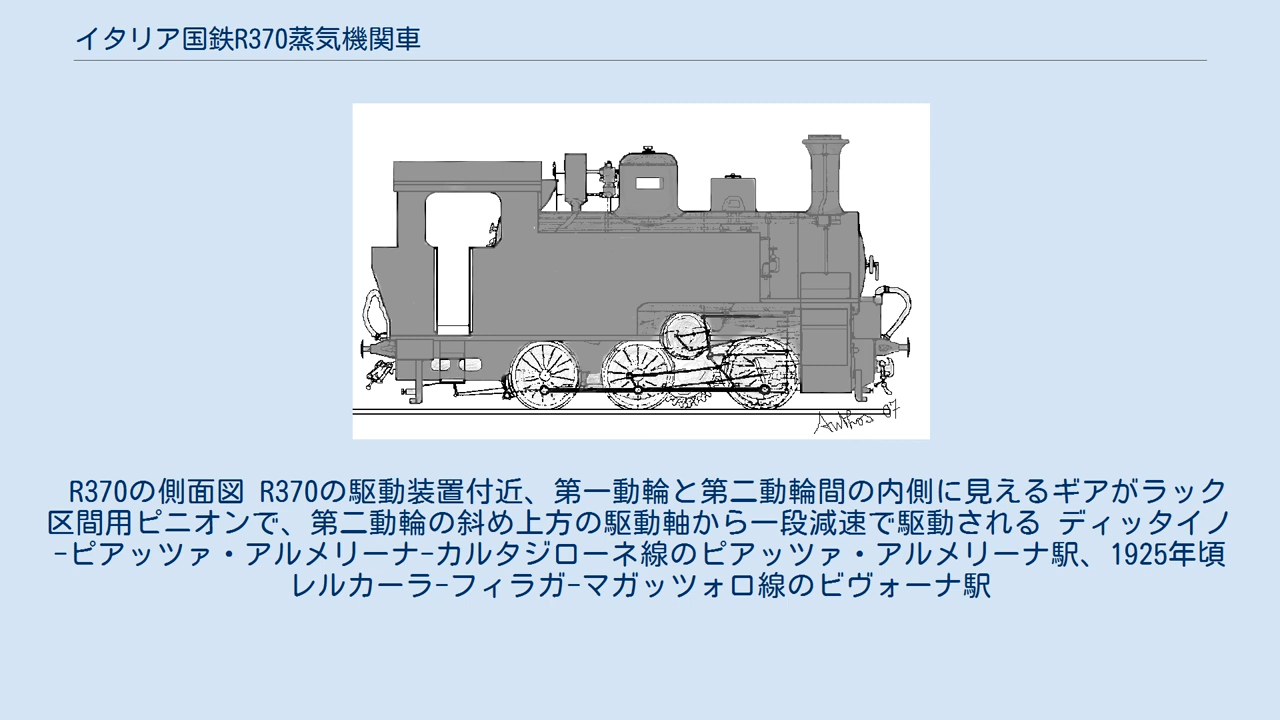 イタリア国鉄R370蒸気機関車
Anthos 07
R370の側面図 R370の駆動装置付近、第一動輪と第二動輪間の内側に見えるギアがラック
区間用ピニオンで、第二動輪の斜め上方の駆動軸から一段減速で駆動される ディッタイノ
-ピアッツァ・アルメリーナ-カルタジローネ線のピアッツァ・アルメリーナ駅、1925年頃
レルカーラ-フィラガ-マガッツォロ線のビヴォーナ駅